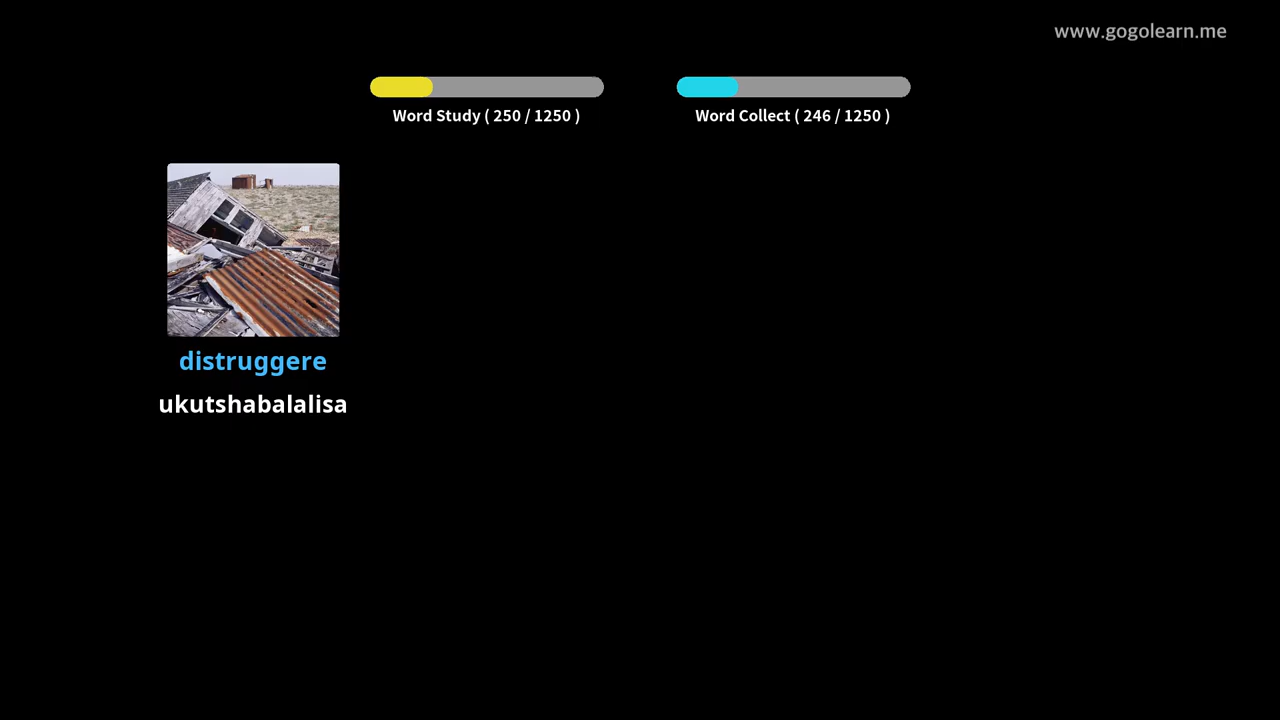 www.gogolearn.me
Word Study ( 250 / 1250 )
Word Collect ( 246 / 1250 )
distruggere
ukutshabalalisa